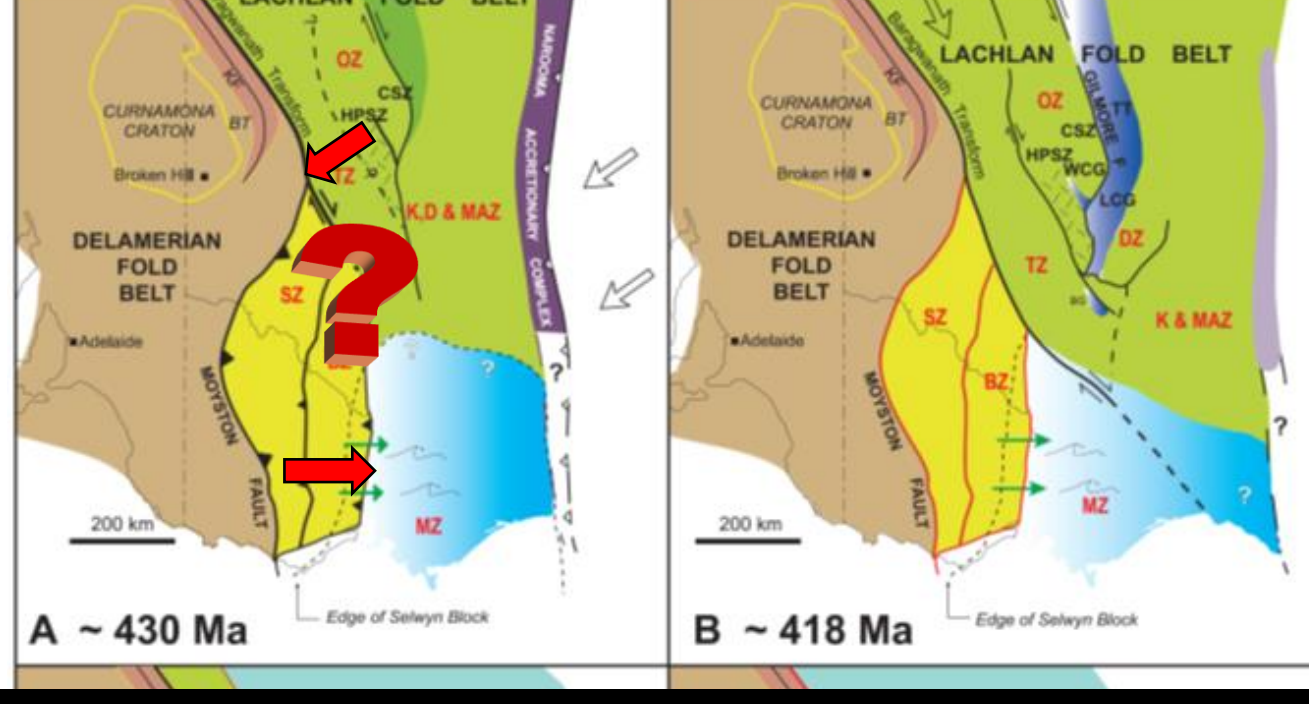 LACHLAN FOLD BELT
Baragwanath Transform
KF
BT
CURNAMONA
CRATON
Broken Hill
DELAMERIAN
FOLD
BELT
Adelaide
OZ
CSZ
HPSZ
TZ
?
K,D & MAZ
NAROOMA ACCRETIONARY COMPLEX
SZ
?
?
?
?
MOYSTON
FAULT
MZ
200 km
Edge of Selwyn Block
A ~ 430 Ma
LACHLAN FOLD BELT
Baragwanath Transform
KF
BT
CURNAMONA
CRATON
Broken Hill
DELAMERIAN
FOLD
BELT
Adelaide
OZ
GILMORE F.
TT
CSZ
HPSZ
WCG
LCG
DZ
TZ
BG
K & MAZ
SZ
BZ
?
?
MOYSTON
FAULT
MZ
200 km
Edge of Selwyn Block
B ~ 418 Ma